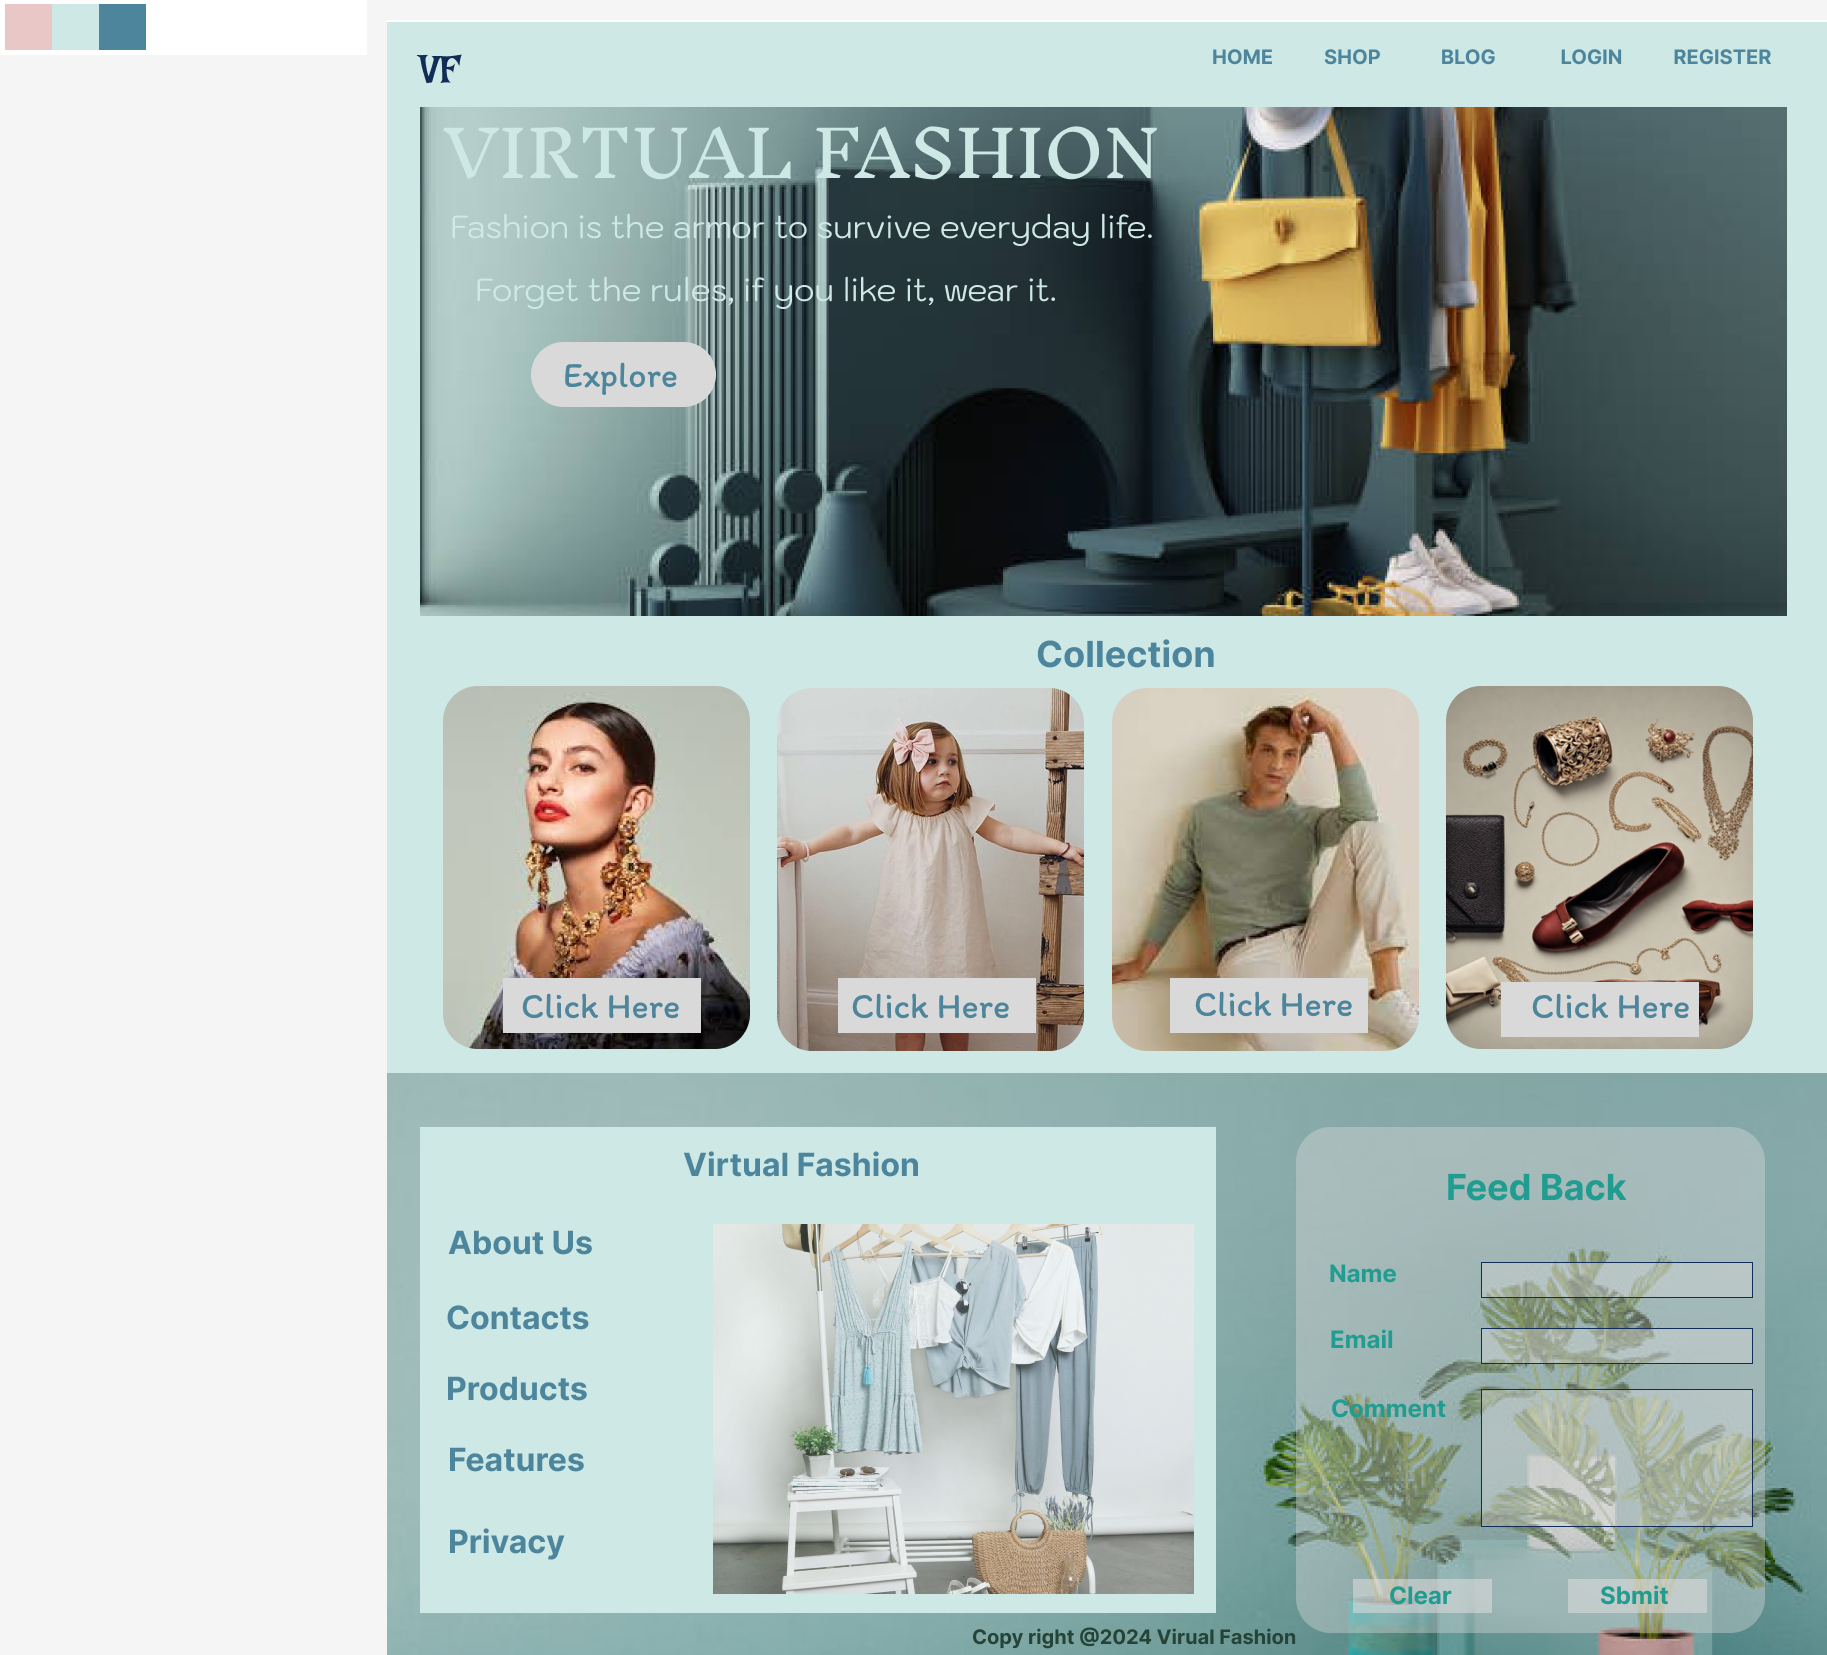 VF
HOME SHOP BLOG LOGIN REGISTER
VIRTUAL FASHION
Fashion is the armor to survive everyday life.
Forget the rules, if you like it, wear it.
Explore
Collection
Click Here
Click Here
Click Here
Click Here
Virtual Fashion
About Us
Contacts
Products
Features
Privacy
Feed Back
Name
Email
Comment
Clear
Sbmit
Copy right @2024 Virual Fashion